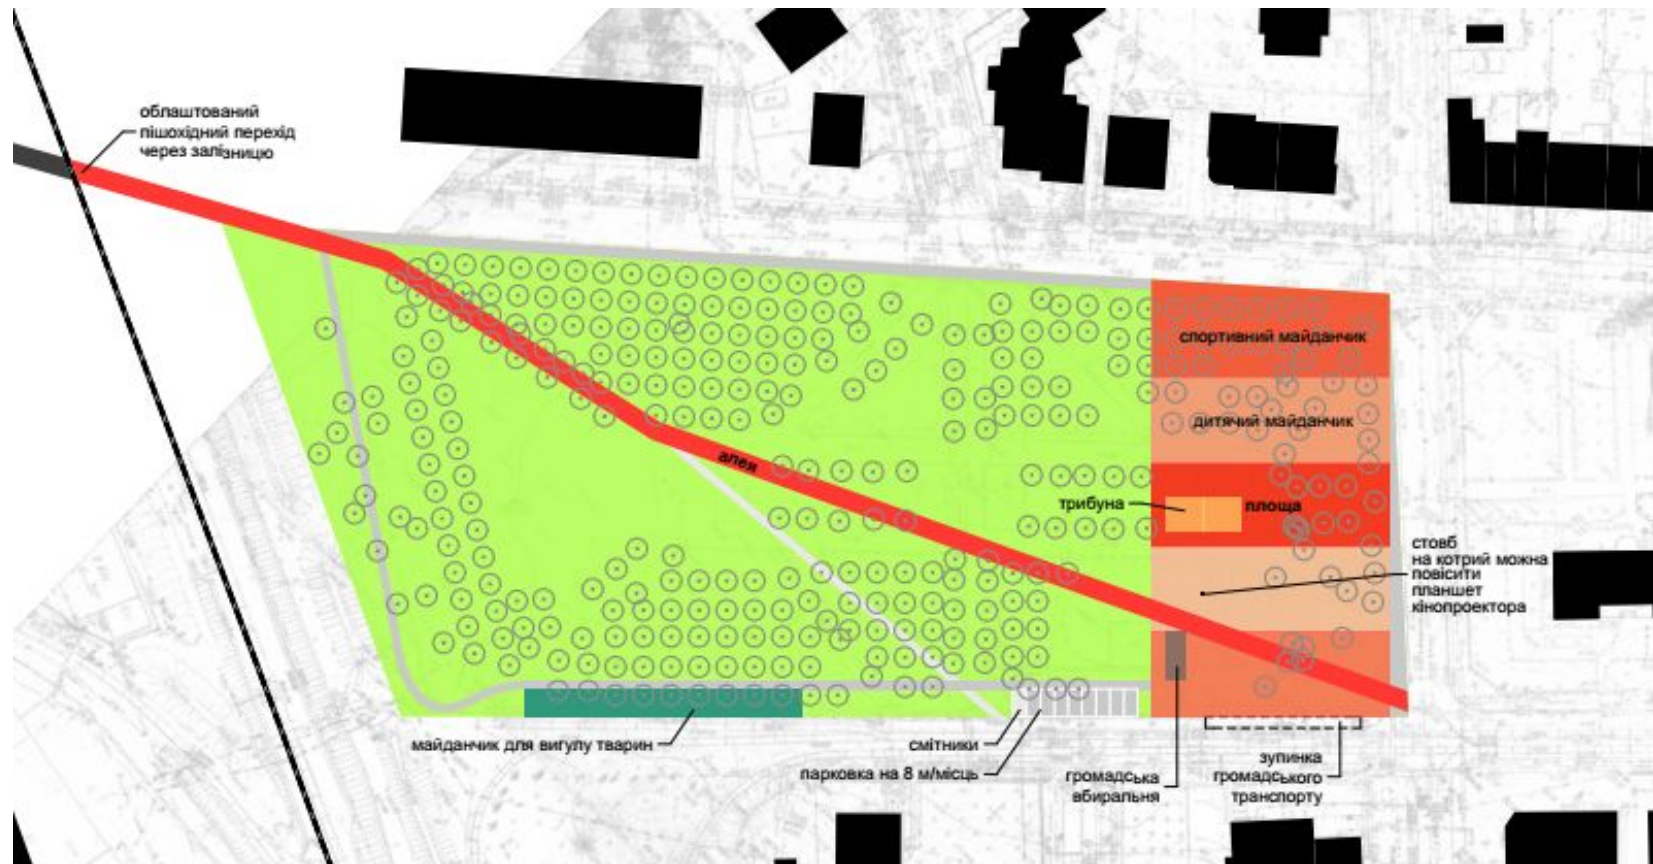 облаштований
пішохідний перехід
через залізницю
спортивний майданчик
дитячий майданчик
алея
трибуна
площа
стовб
на котрий можна
повісити
планшет
кінопроектора
майданчик для вигулу тварин
смітники
парковка на 8 м/місць
громадська
вбиральня
зупинка
громадського
транспорту